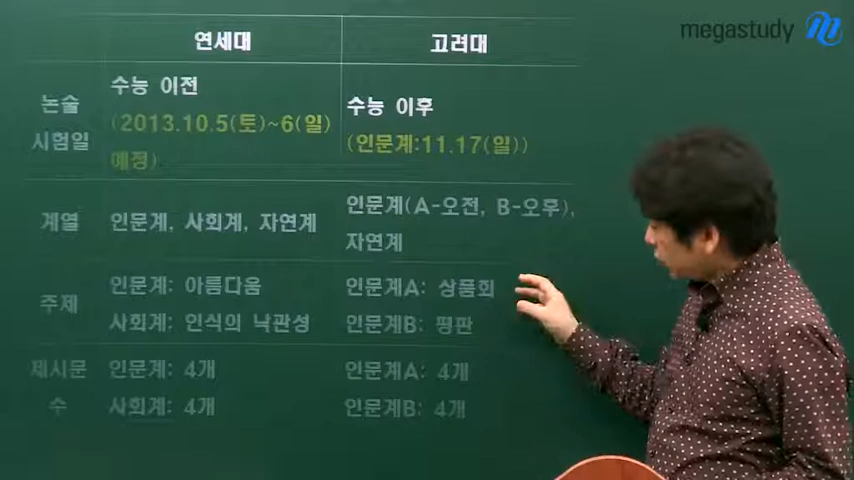 megastudy
연세대 고려대
논술 시험일 수능 이전 수능 이후
(2013.10.5(토)~6(일) 예정) (인문계:11.17(일))
계열 인문계, 사회계, 자연계 인문계(A-오전, B-오후),
자연계
주제 인문계: 아름다움 인문계A: 상품화
사회계: 인식의 낙관성 인문계B: 평판
제시문 인문계: 4개 인문계A: 4개
수 사회계: 4개 인문계B: 4개